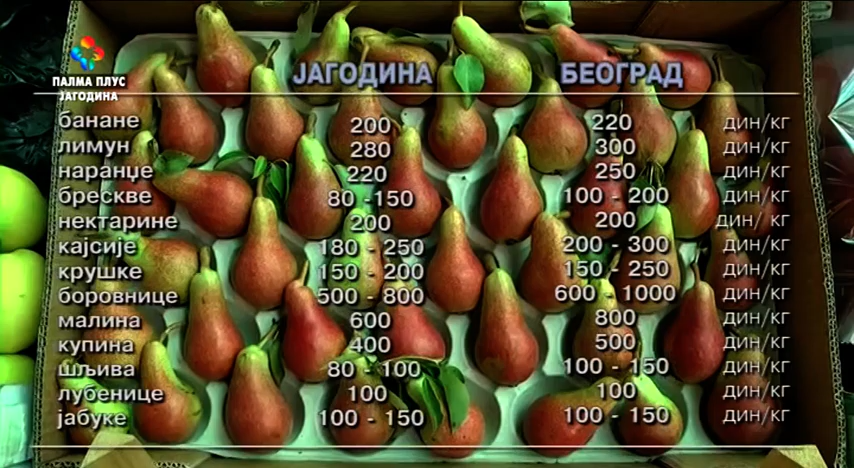 ПАЛМА ПЛУС
ЈАГОДИНА
ЈАГОДИНА БЕОГРАД
банане 200 220 дин/кг
лимун 280 300 дин/кг
наранџе 220 250 дин/кг
брескве 80 -150 100 - 200 дин/кг
нектарине 200 200 дин/ кг
кајсије 180 - 250 200 - 300 дин/кг
крушке 150 - 200 150 - 250 дин/кг
боровнице 500 - 800 600 - 1000 дин/кг
малина 600 800 дин/кг
купина 400 500 дин/кг
шљива 80 - 100 100 - 150 дин/кг
лубенице 100 100 дин/кг
јабуке 100 - 150 100 - 150 дин/кг